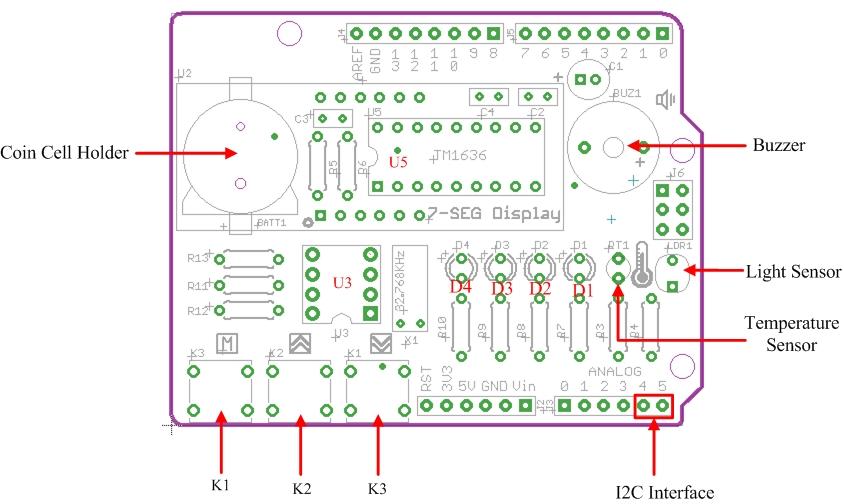 J4
J5
AREF
GND
13
12
11
10
9
8
7
6
5
4
3
2
1
0
U2
C1
BUZ1
C3
U5
C4
C2
U5
TM1636
Coin Cell Holder
Buzzer
R5
R6
J6
BATT1
7-SEG Display
R13
R11
R12
U3
U3
32.768KHz
X1
D4
D3
D2
D1
D4
D3
D2
D1
RT1
LDR1
Light Sensor
R10
R9
R8
R7
R3
R4
Temperature
Sensor
M
K3
K2
K1
RST
3V3
5V
GND
Vin
J2
J3
ANALOG
0
1
2
3
4
5
K1
K2
K3
I2C Interface